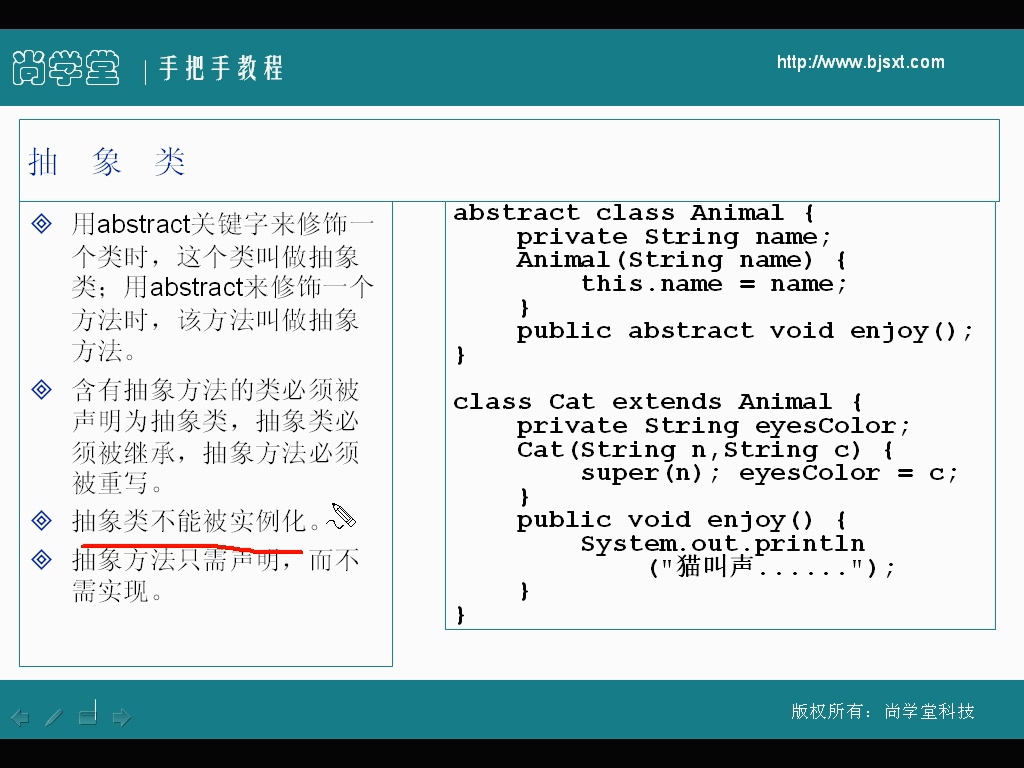 尚学堂 | 手把手教程
http://www.bjsxt.com
抽 象 类
用abstract关键字来修饰一
个类时，这个类叫做抽象
类；用abstract来修饰一个
方法时，该方法叫做抽象
方法。
含有抽象方法的类必须被
声明为抽象类，抽象类必
须被继承，抽象方法必须
被重写。
抽象类不能被实例化。
抽象方法只需声明，而不
需实现。
abstract class Animal {
    private String name;
    Animal(String name) {
        this.name = name;
    }
    public abstract void enjoy();
}
class Cat extends Animal {
    private String eyesColor;
    Cat(String n,String c) {
        super(n); eyesColor = c;
    }
    public void enjoy() {
        System.out.println
            ("猫叫声......");
    }
}
版权所有：尚学堂科技